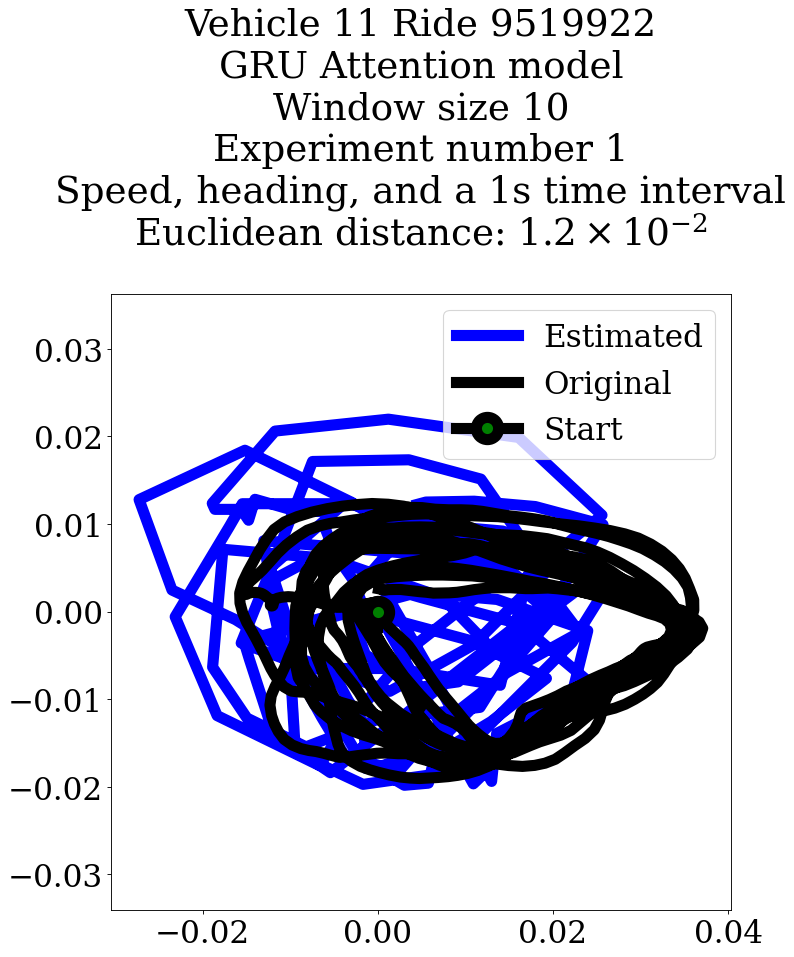 Vehicle 11 Ride 9519922
GRU Attention model
Window size 10
Experiment number 1
Speed, heading, and a 1s time interval
Euclidean distance: 1.2 × 10⁻²
Estimated
Original
Start
0.03
0.02
0.01
0.00
−0.01
−0.02
−0.03
−0.02 0.00 0.02 0.04